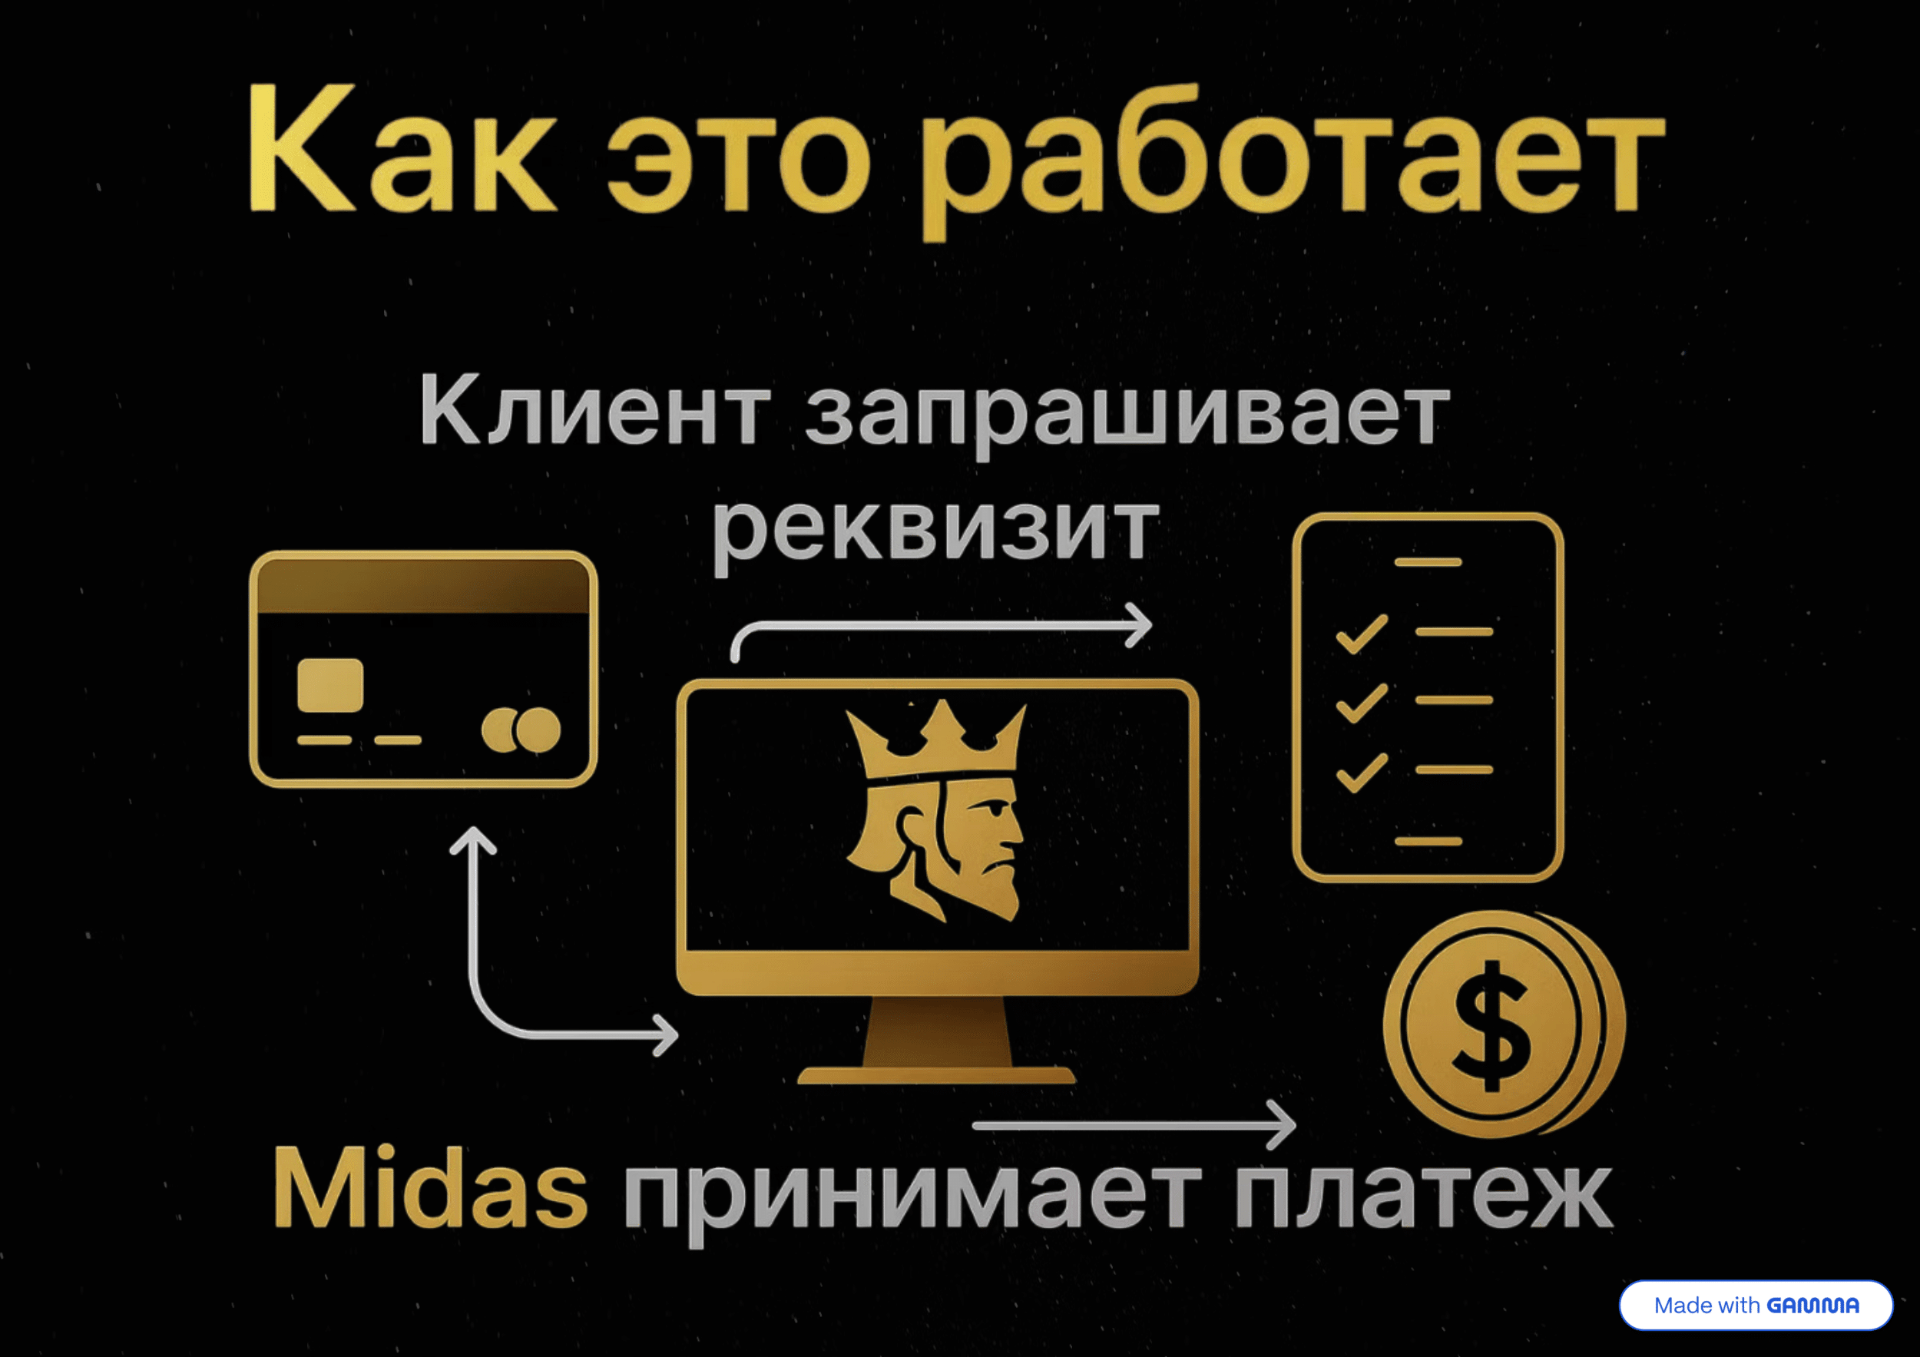 Как это работает
Клиент запрашивает
реквизит
$
Midas принимает платеж
Made with GAMMA